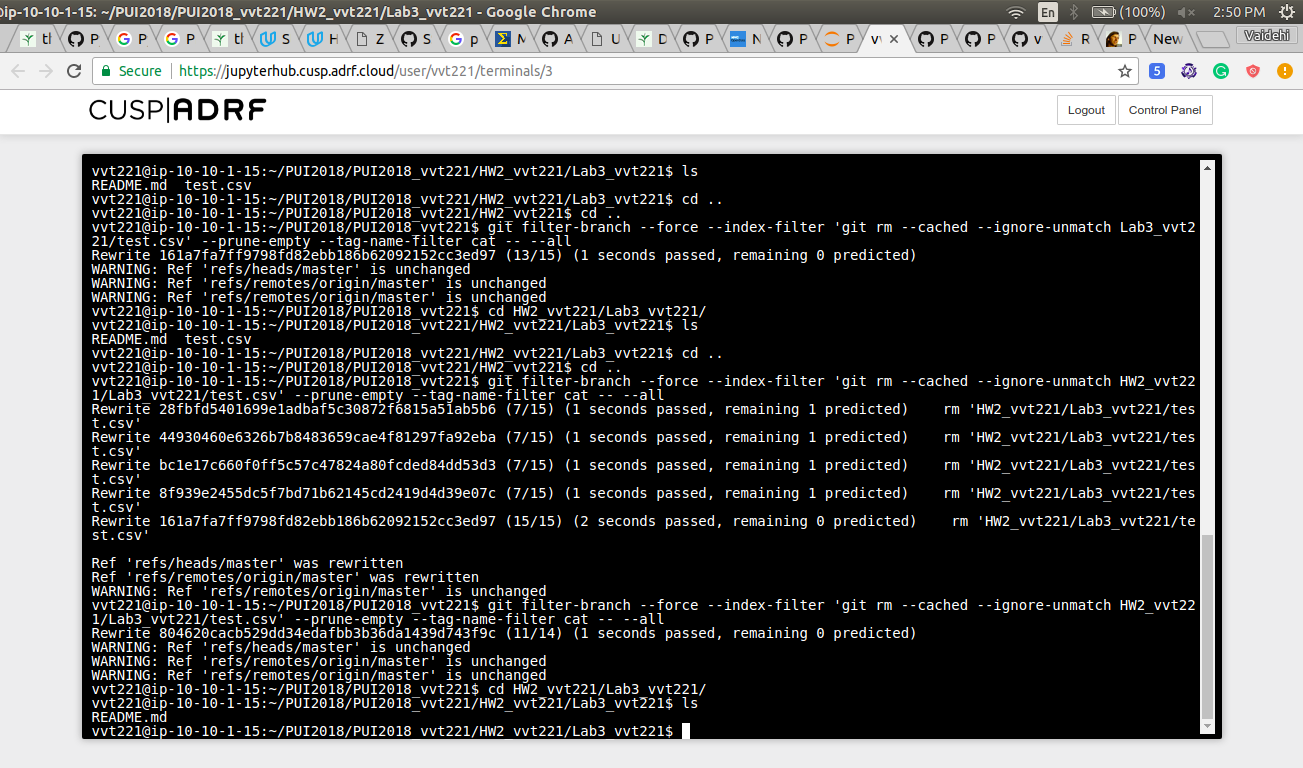 oip-10-10-1-15: ~/PUI2018/PUI2018_vvt221/HW2_vvt221/Lab3_vvt221 - Google Chrome
En (100%) 2:50 PM
tl P P P tl S H Z S p M A U D P N P P v P P v R P New Vaidehi
Secure https://jupyterhub.cusp.adrf.cloud/user/vvt221/terminals/3 5
CUSP|ADRF
Logout Control Panel
vvt221@ip-10-10-1-15:~/PUI2018/PUI2018_vvt221/HW2_vvt221/Lab3_vvt221$ ls
README.md  test.csv
vvt221@ip-10-10-1-15:~/PUI2018/PUI2018_vvt221/HW2_vvt221/Lab3_vvt221$ cd ..
vvt221@ip-10-10-1-15:~/PUI2018/PUI2018_vvt221/HW2_vvt221$ cd ..
vvt221@ip-10-10-1-15:~/PUI2018/PUI2018_vvt221$ git filter-branch --force --index-filter 'git rm --cached --ignore-unmatch Lab3_vvt2
21/test.csv' --prune-empty --tag-name-filter cat -- --all
Rewrite 161a7fa7ff9798fd82ebb186b62092152cc3ed97 (13/15) (1 seconds passed, remaining 0 predicted)
WARNING: Ref 'refs/heads/master' is unchanged
WARNING: Ref 'refs/remotes/origin/master' is unchanged
WARNING: Ref 'refs/remotes/origin/master' is unchanged
vvt221@ip-10-10-1-15:~/PUI2018/PUI2018_vvt221$ cd HW2_vvt221/Lab3_vvt221/
vvt221@ip-10-10-1-15:~/PUI2018/PUI2018_vvt221/HW2_vvt221/Lab3_vvt221$ ls
README.md  test.csv
vvt221@ip-10-10-1-15:~/PUI2018/PUI2018_vvt221/HW2_vvt221/Lab3_vvt221$ cd ..
vvt221@ip-10-10-1-15:~/PUI2018/PUI2018_vvt221/HW2_vvt221$ cd ..
vvt221@ip-10-10-1-15:~/PUI2018/PUI2018_vvt221$ git filter-branch --force --index-filter 'git rm --cached --ignore-unmatch HW2_vvt22
1/Lab3_vvt221/test.csv' --prune-empty --tag-name-filter cat -- --all
Rewrite 28fbfd5401699e1adbaf5c30872f6815a51ab5b6 (7/15) (1 seconds passed, remaining 1 predicted)    rm 'HW2_vvt221/Lab3_vvt221/tes
t.csv'
Rewrite 44930460e6326b7b8483659cae4f81297fa92eba (7/15) (1 seconds passed, remaining 1 predicted)    rm 'HW2_vvt221/Lab3_vvt221/tes
t.csv'
Rewrite bc1e17c660f0ff5c57c47824a80fcded84dd53d3 (7/15) (1 seconds passed, remaining 1 predicted)    rm 'HW2_vvt221/Lab3_vvt221/tes
t.csv'
Rewrite 8f939e2455dc5f7bd71b62145cd2419d4d39e07c (7/15) (1 seconds passed, remaining 1 predicted)    rm 'HW2_vvt221/Lab3_vvt221/tes
t.csv'
Rewrite 161a7fa7ff9798fd82ebb186b62092152cc3ed97 (15/15) (2 seconds passed, remaining 0 predicted)    rm 'HW2_vvt221/Lab3_vvt221/te
st.csv'
Ref 'refs/heads/master' was rewritten
Ref 'refs/remotes/origin/master' was rewritten
WARNING: Ref 'refs/remotes/origin/master' is unchanged
vvt221@ip-10-10-1-15:~/PUI2018/PUI2018_vvt221$ git filter-branch --force --index-filter 'git rm --cached --ignore-unmatch HW2_vvt22
1/Lab3_vvt221/test.csv' --prune-empty --tag-name-filter cat -- --all
Rewrite 804620cacb529dd34edafbb3b36da1439d743f9c (11/14) (1 seconds passed, remaining 0 predicted)
WARNING: Ref 'refs/heads/master' is unchanged
WARNING: Ref 'refs/remotes/origin/master' is unchanged
WARNING: Ref 'refs/remotes/origin/master' is unchanged
vvt221@ip-10-10-1-15:~/PUI2018/PUI2018_vvt221$ cd HW2_vvt221/Lab3_vvt221/
vvt221@ip-10-10-1-15:~/PUI2018/PUI2018_vvt221/HW2_vvt221/Lab3_vvt221$ ls
README.md
vvt221@ip-10-10-1-15:~/PUI2018/PUI2018_vvt221/HW2_vvt221/Lab3_vvt221$